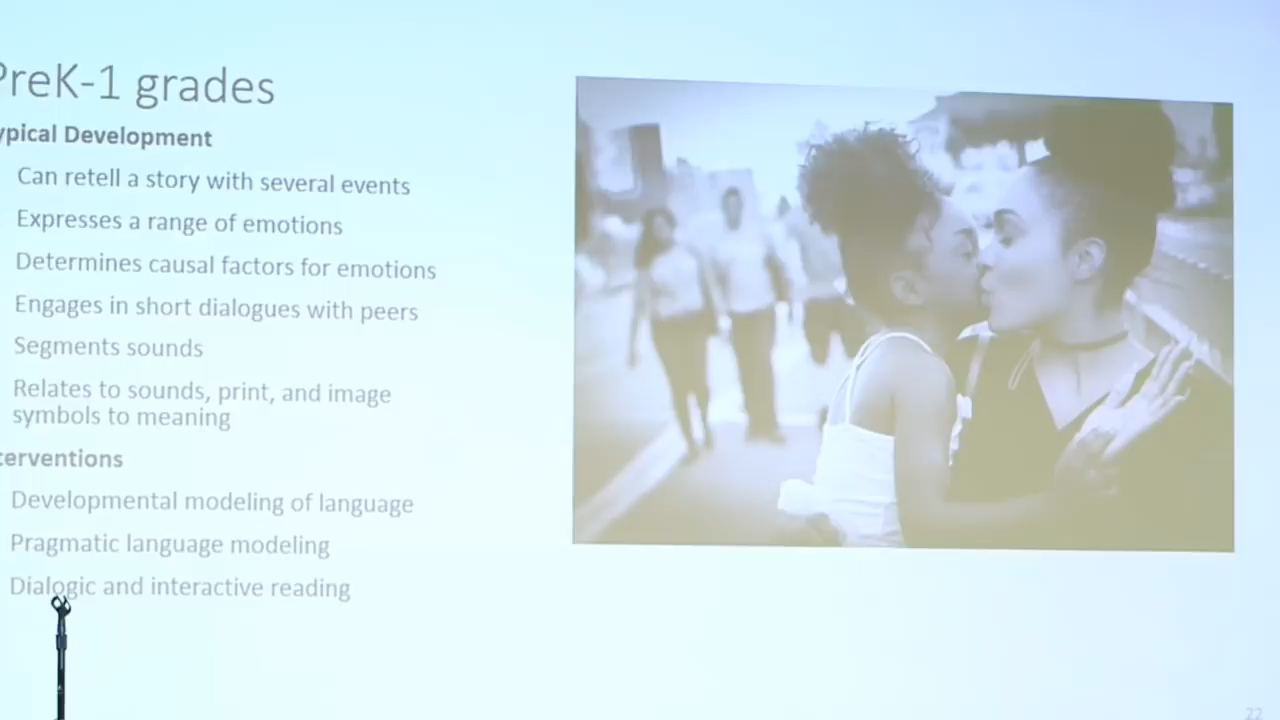 PreK-1 grades
ypical Development
Can retell a story with several events
Expresses a range of emotions
Determines causal factors for emotions
Engages in short dialogues with peers
Segments sounds
Relates to sounds, print, and image
symbols to meaning
terventions
Developmental modeling of language
Pragmatic language modeling
Dialogic and interactive reading
22